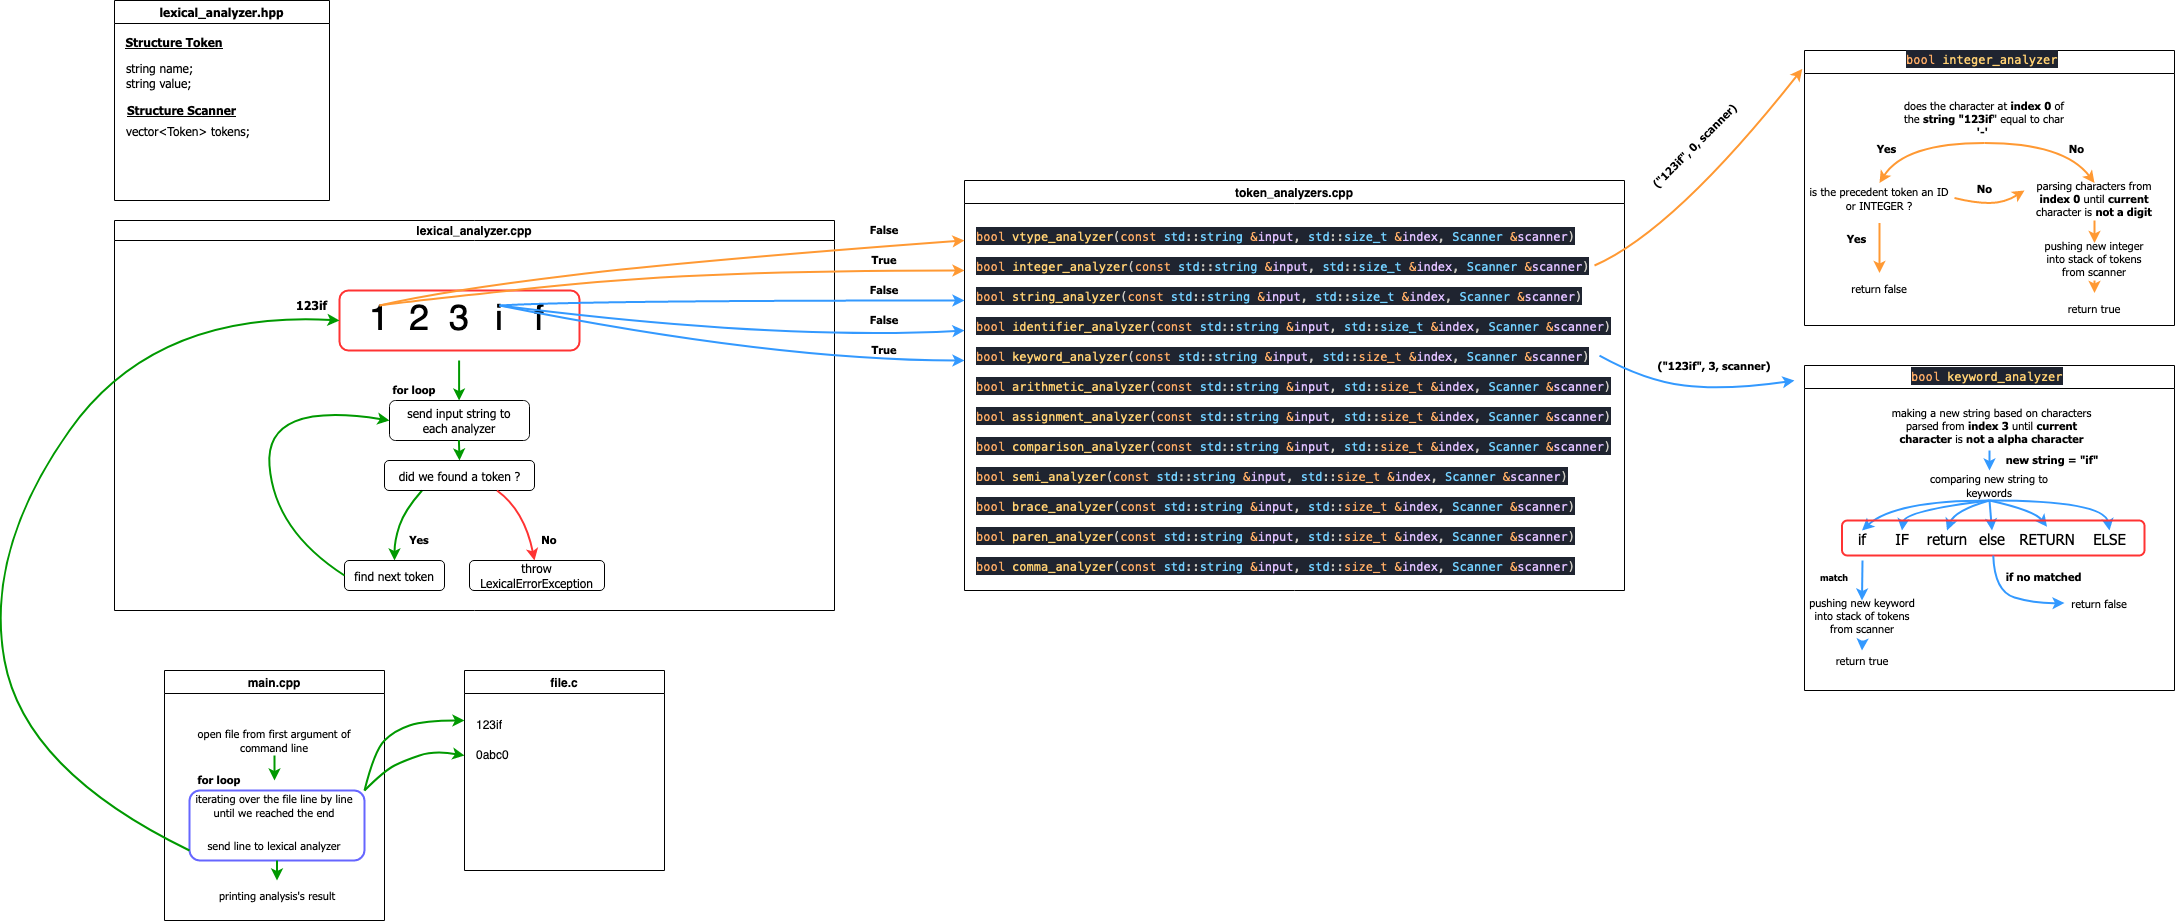 lexical_analyzer.hpp
Structure Token
string name;
string value;
Structure Scanner
vector<Token> tokens;
lexical_analyzer.cpp
123if
1 2 3 i f
for loop
send input string to
each analyzer
did we found a token ?
Yes
No
find next token
throw
LexicalErrorException
False
True
False
False
True
token_analyzers.cpp
bool vtype_analyzer(const std::string &input, std::size_t &index, Scanner &scanner)
bool integer_analyzer(const std::string &input, std::size_t &index, Scanner &scanner)
bool string_analyzer(const std::string &input, std::size_t &index, Scanner &scanner)
bool identifier_analyzer(const std::string &input, std::size_t &index, Scanner &scanner)
bool keyword_analyzer(const std::string &input, std::size_t &index, Scanner &scanner)
bool arithmetic_analyzer(const std::string &input, std::size_t &index, Scanner &scanner)
bool assignment_analyzer(const std::string &input, std::size_t &index, Scanner &scanner)
bool comparison_analyzer(const std::string &input, std::size_t &index, Scanner &scanner)
bool semi_analyzer(const std::string &input, std::size_t &index, Scanner &scanner)
bool brace_analyzer(const std::string &input, std::size_t &index, Scanner &scanner)
bool paren_analyzer(const std::string &input, std::size_t &index, Scanner &scanner)
bool comma_analyzer(const std::string &input, std::size_t &index, Scanner &scanner)
("123if", 0, scanner)
("123if", 3, scanner)
bool integer_analyzer
does the character at index 0 of
the string "123if" equal to char
'-'
Yes
No
is the precedent token an ID
or INTEGER ?
No
parsing characters from
index 0 until current
character is not a digit
Yes
pushing new integer
into stack of tokens
from scanner
return false
return true
bool keyword_analyzer
making a new string based on characters
parsed from index 3 until current
character is not a alpha character
new string = "if"
comparing new string to
keywords
if IF return else RETURN ELSE
match
if no matched
pushing new keyword
into stack of tokens
from scanner
return false
return true
main.cpp
open file from first argument of
command line
for loop
iterating over the file line by line
until we reached the end
send line to lexical analyzer
printing analysis's result
file.c
123if
0abc0